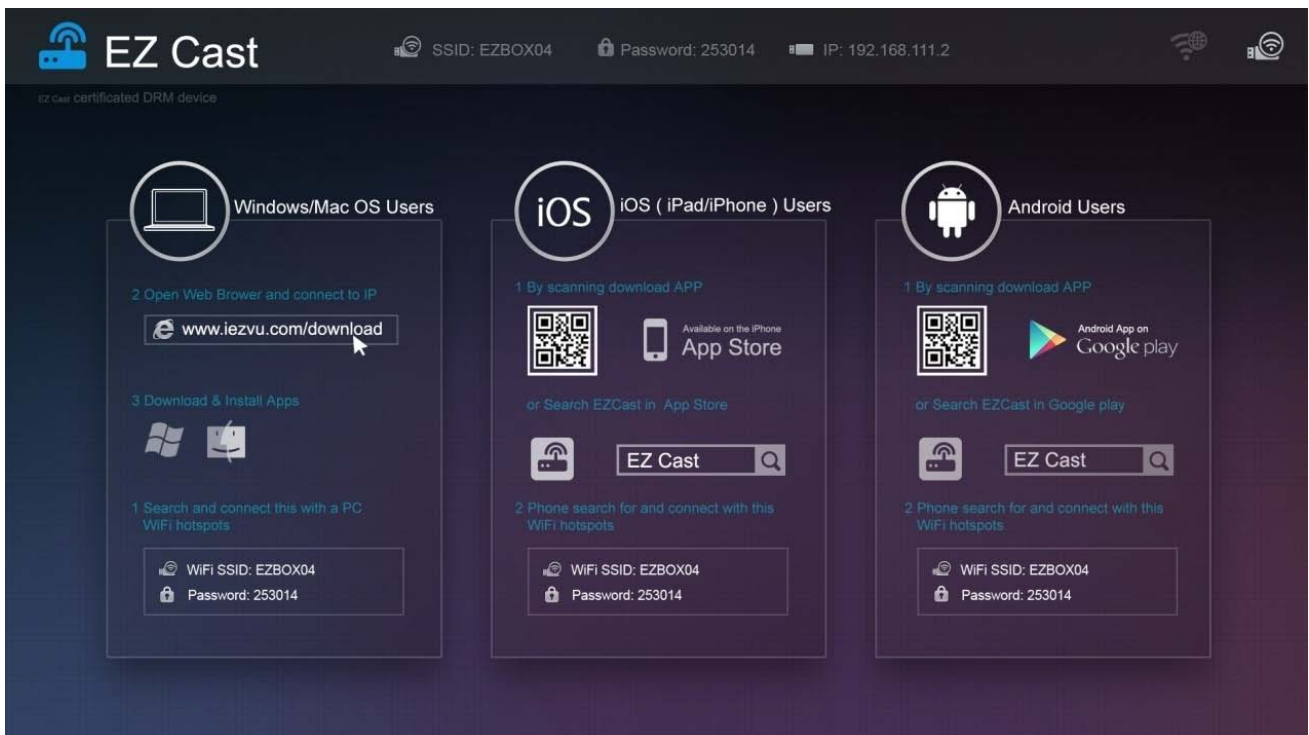 EZ Cast
SSID: EZBOX04
Password: 253014
IP: 192.168.111.2
EZ Cast certificated DRM device
Windows/Mac OS Users
2 Open Web Brower and connect to IP
www.iezvu.com/download
3 Download & Install Apps
1 Search and connect this with a PC
WiFi hotspots
WiFi SSID: EZBOX04
Password: 253014
iOS
iOS ( iPad/iPhone ) Users
1 By scanning download APP
Available on the iPhone
App Store
or Search EZCast in App Store
EZ Cast
2 Phone search for and connect with this
WiFi hotspots
WiFi SSID: EZBOX04
Password: 253014
Android Users
1 By scanning download APP
Android App on
Google play
or Search EZCast in Google play
EZ Cast
2 Phone search for and connect with this
WiFi hotspots
WiFi SSID: EZBOX04
Password: 253014